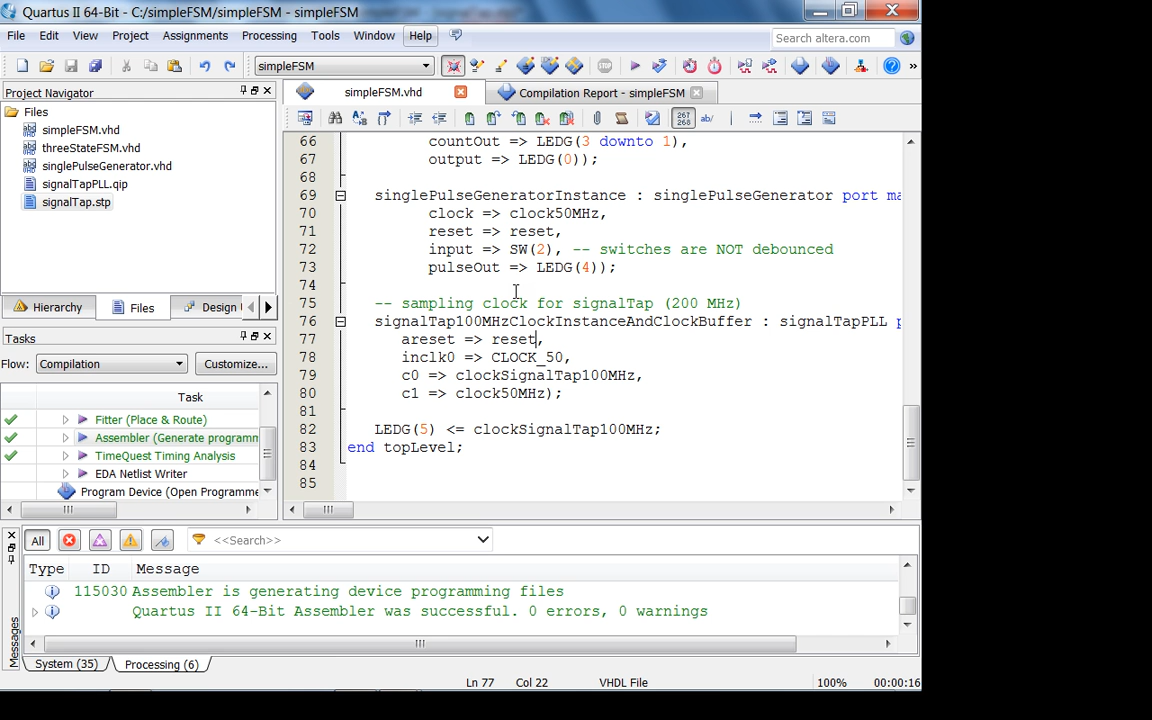 Quartus II 64-Bit - C:/simpleFSM/simpleFSM - simpleFSM
File Edit View Project Assignments Processing Tools Window Help
Search altera.com
simpleFSM
»
Project Navigator
simpleFSM.vhd
Compilation Report - simpleFSM
Files
simpleFSM.vhd
threeStateFSM.vhd
singlePulseGenerator.vhd
signalTapPLL.qip
signalTap.stp
Hierarchy Files Design
Tasks
Flow: Compilation Customize...
Task
Fitter (Place & Route)
Assembler (Generate programm
TimeQuest Timing Analysis
EDA Netlist Writer
Program Device (Open Programme
267 268 ab/
66 countOut => LEDG(3 downto 1),
67 output => LEDG(0));
68
69 singlePulseGeneratorInstance : singlePulseGenerator port ma
70 clock => clock50MHz,
71 reset => reset,
72 input => SW(2), -- switches are NOT debounced
73 pulseOut => LEDG(4));
74
75 -- sampling clock for signalTap (200 MHz)
76 signalTap100MHzClockInstanceAndClockBuffer : signalTapPLL p
77 areset => reset,
78 inclk0 => CLOCK_50,
79 c0 => clockSignalTap100MHz,
80 c1 => clock50MHz);
81
82 LEDG(5) <= clockSignalTap100MHz;
83 end topLevel;
84
85
All <<Search>>
Type ID Message
115030 Assembler is generating device programming files
Quartus II 64-Bit Assembler was successful. 0 errors, 0 warnings
Messages
System (35) Processing (6)
Ln 77 Col 22 VHDL File 100% 00:00:16